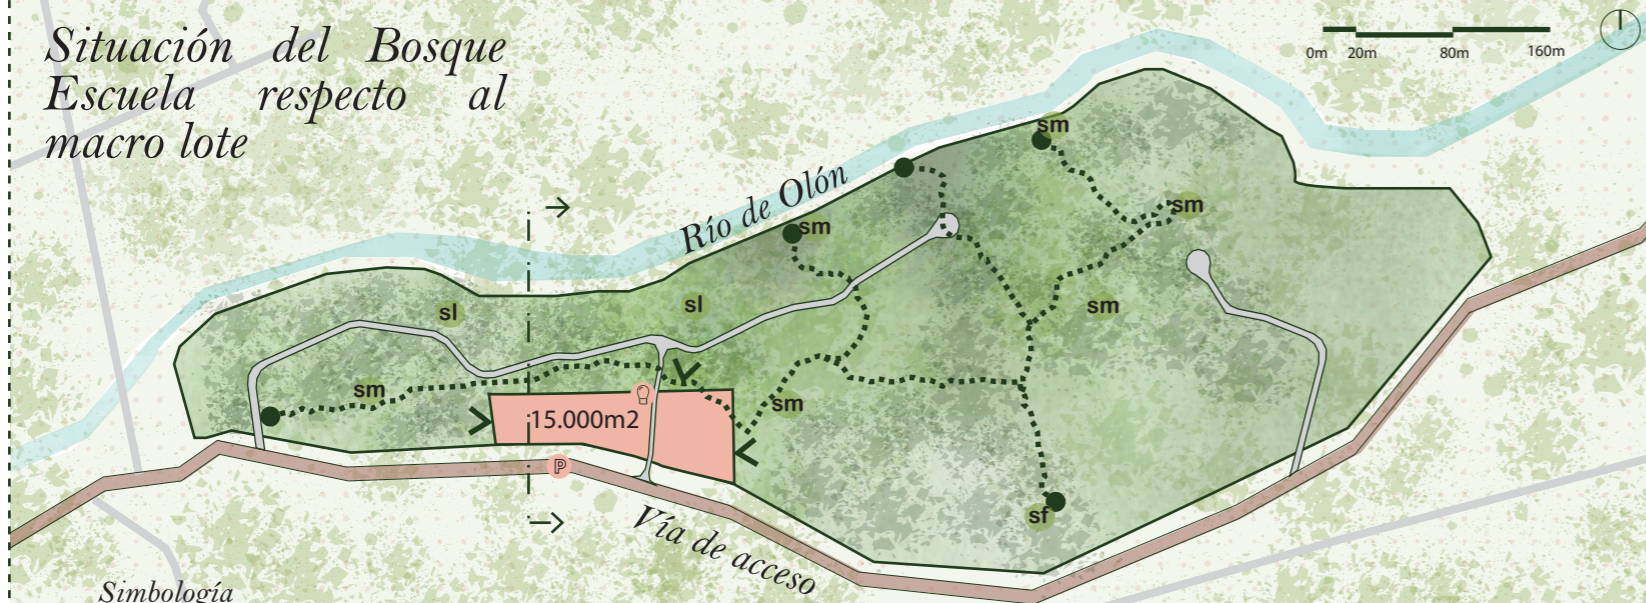 Situación del Bosque
Escuela respecto al
macro lote
0m 20m 80m 160m
sm
sm
Río de Olón
sm
sl
sl
sm
sm
sm
15.000m2
P
sf
Vía de acceso
Simbología